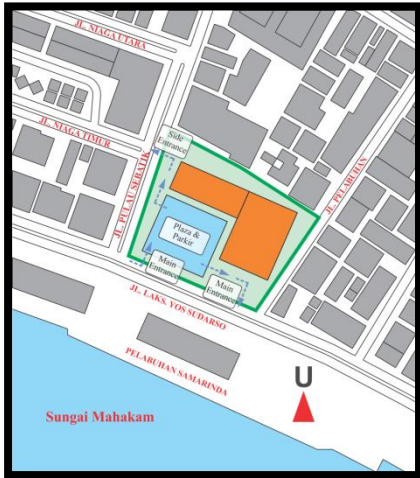 JL. NIAGA UTARA
JL. NIAGA TIMUR
JL. PULAU SEBATIK
Side
Entrance
JL. PELABUHAN
Plaza &
Parkir
Main
Entrance
Main
Entrance
JL. LAKS. YOS SUDARSO
PELABUHAN SAMARINDA
U
Sungai Mahakam